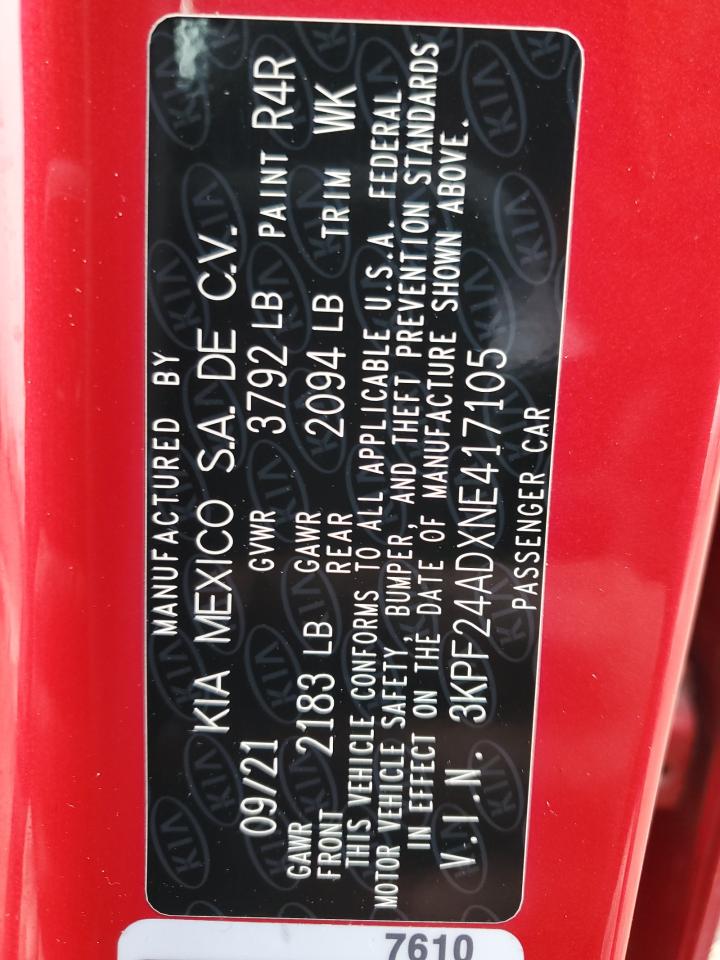 MANUFACTURED BY
KIA MEXICO S.A. DE C.V.
09/21 GVWR 3792 LB PAINT R4R
GAWR FRONT 2183 LB GAWR REAR 2094 LB TRIM WK
THIS VEHICLE CONFORMS TO ALL APPLICABLE U.S.A. FEDERAL
MOTOR VEHICLE SAFETY, BUMPER, AND THEFT PREVENTION STANDARDS
IN EFFECT ON THE DATE OF MANUFACTURE SHOWN ABOVE.
V.I.N. 3KPF24ADXNE417105
PASSENGER CAR
7610